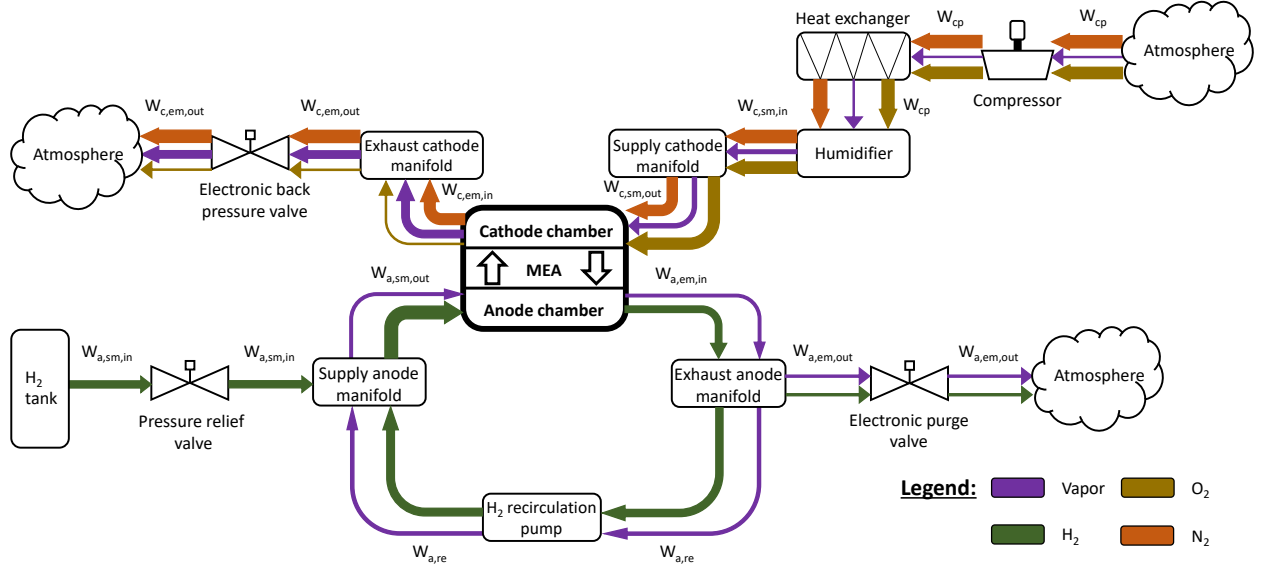 Heat exchanger
W_cp
W_cp
Atmosphere
Compressor
W_c,em,out
W_c,em,out
W_c,sm,in
W_cp
Atmosphere
Exhaust cathode
manifold
Supply cathode
manifold
Humidifier
Electronic back
pressure valve
W_c,em,in
W_c,sm,out
Cathode chamber
MEA
Anode chamber
W_a,sm,out
W_a,em,in
W_a,sm,in
W_a,sm,in
W_a,em,out
W_a,em,out
H₂
tank
Supply anode
manifold
Exhaust anode
manifold
Atmosphere
Pressure relief
valve
Electronic purge
valve
H₂ recirculation
pump
W_a,re
W_a,re
Legend:
Vapor
O₂
H₂
N₂